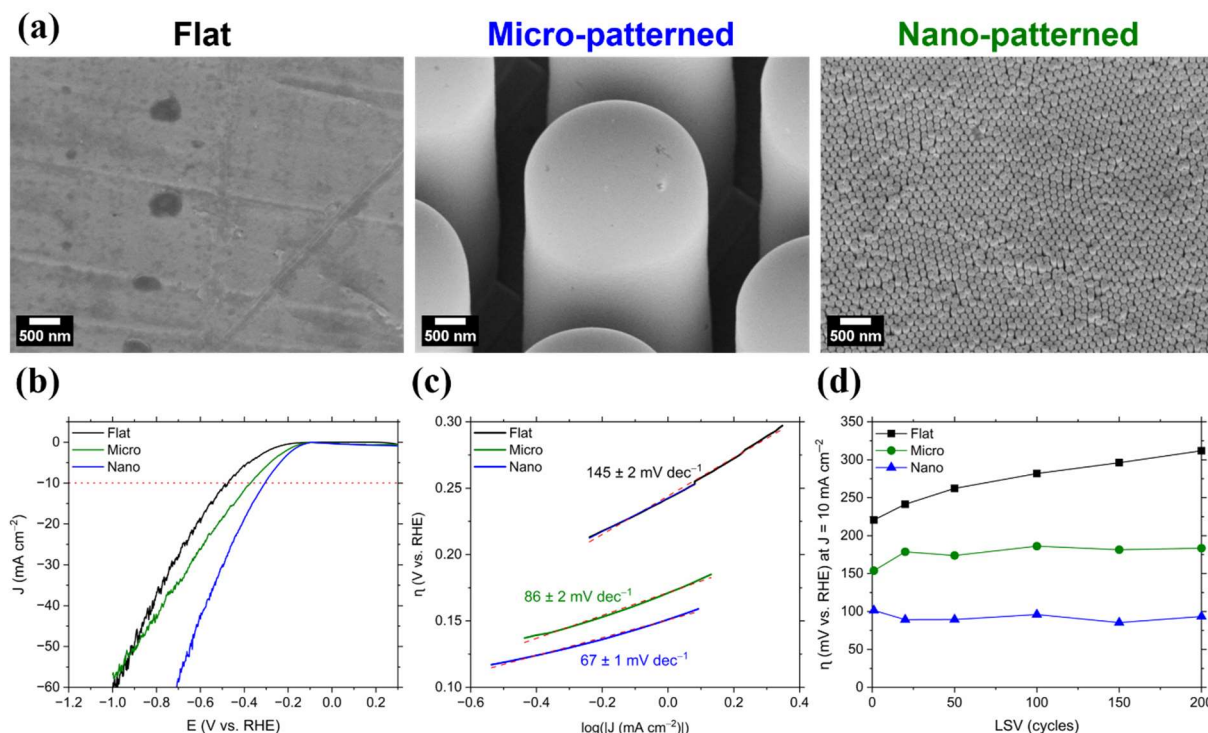 (a)
Flat
Micro-patterned
Nano-patterned
500 nm
500 nm
500 nm
(b)
Flat
Micro
Nano
J (mA cm⁻²)
0
−10
−20
−30
−40
−50
−60
−1.2
−1.0
−0.8
−0.6
−0.4
−0.2
0.0
0.2
E (V vs. RHE)
(c)
Flat
Micro
Nano
145 ± 2 mV dec⁻¹
86 ± 2 mV dec⁻¹
67 ± 1 mV dec⁻¹
η (V vs. RHE)
0.30
0.25
0.20
0.15
0.10
−0.6
−0.4
−0.2
0.0
0.2
0.4
log(|J (mA cm⁻²)|)
(d)
Flat
Micro
Nano
η (mV vs. RHE) at J = 10 mA cm⁻²
350
300
250
200
150
100
50
0
0
50
100
150
200
LSV (cycles)